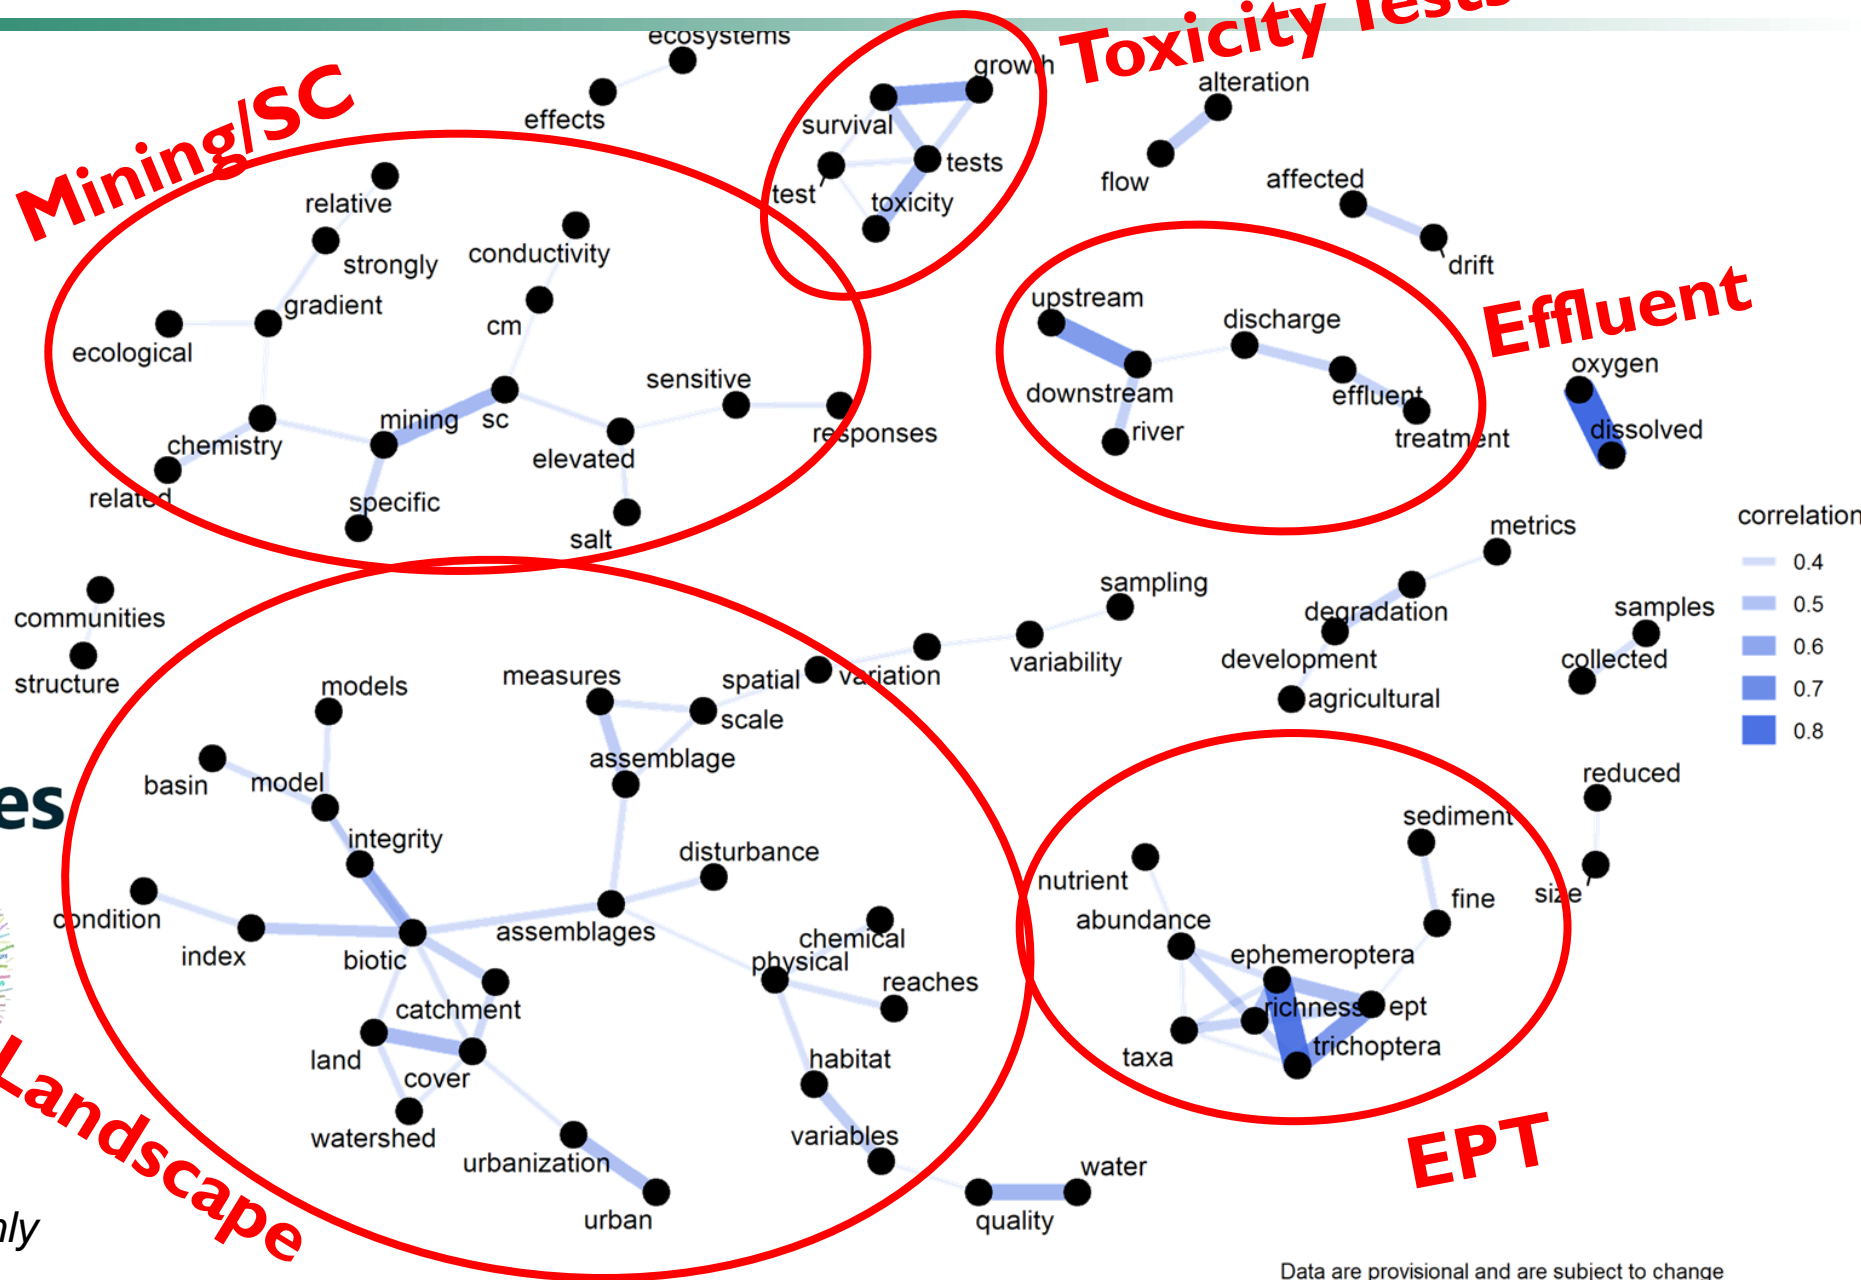 Toxicity Tests
ecosystems
growth
alteration
Mining/SC
effects
survival
tests
flow
affected
relative
test
toxicity
conductivity
strongly
drift
gradient
upstream
discharge
Effluent
ecological
cm
oxygen
sensitive
downstream
effluent
mining
sc
responses
river
treatment
dissolved
chemistry
elevated
related
specific
salt
metrics
correlation
0.4
0.5
0.6
0.7
0.8
communities
sampling
degradation
samples
structure
variability
development
collected
models
measures
spatial
variation
agricultural
scale
assemblage
basin
model
reduced
es
integrity
sediment
disturbance
nutrient
size
fine
condition
abundance
index
biotic
assemblages
chemical
physical
ephemeroptera
reaches
catchment
richness
ept
land
cover
habitat
taxa
trichoptera
Landscape
watershed
variables
urbanization
water
EPT
urban
quality
nly
Data are provisional and are subject to change